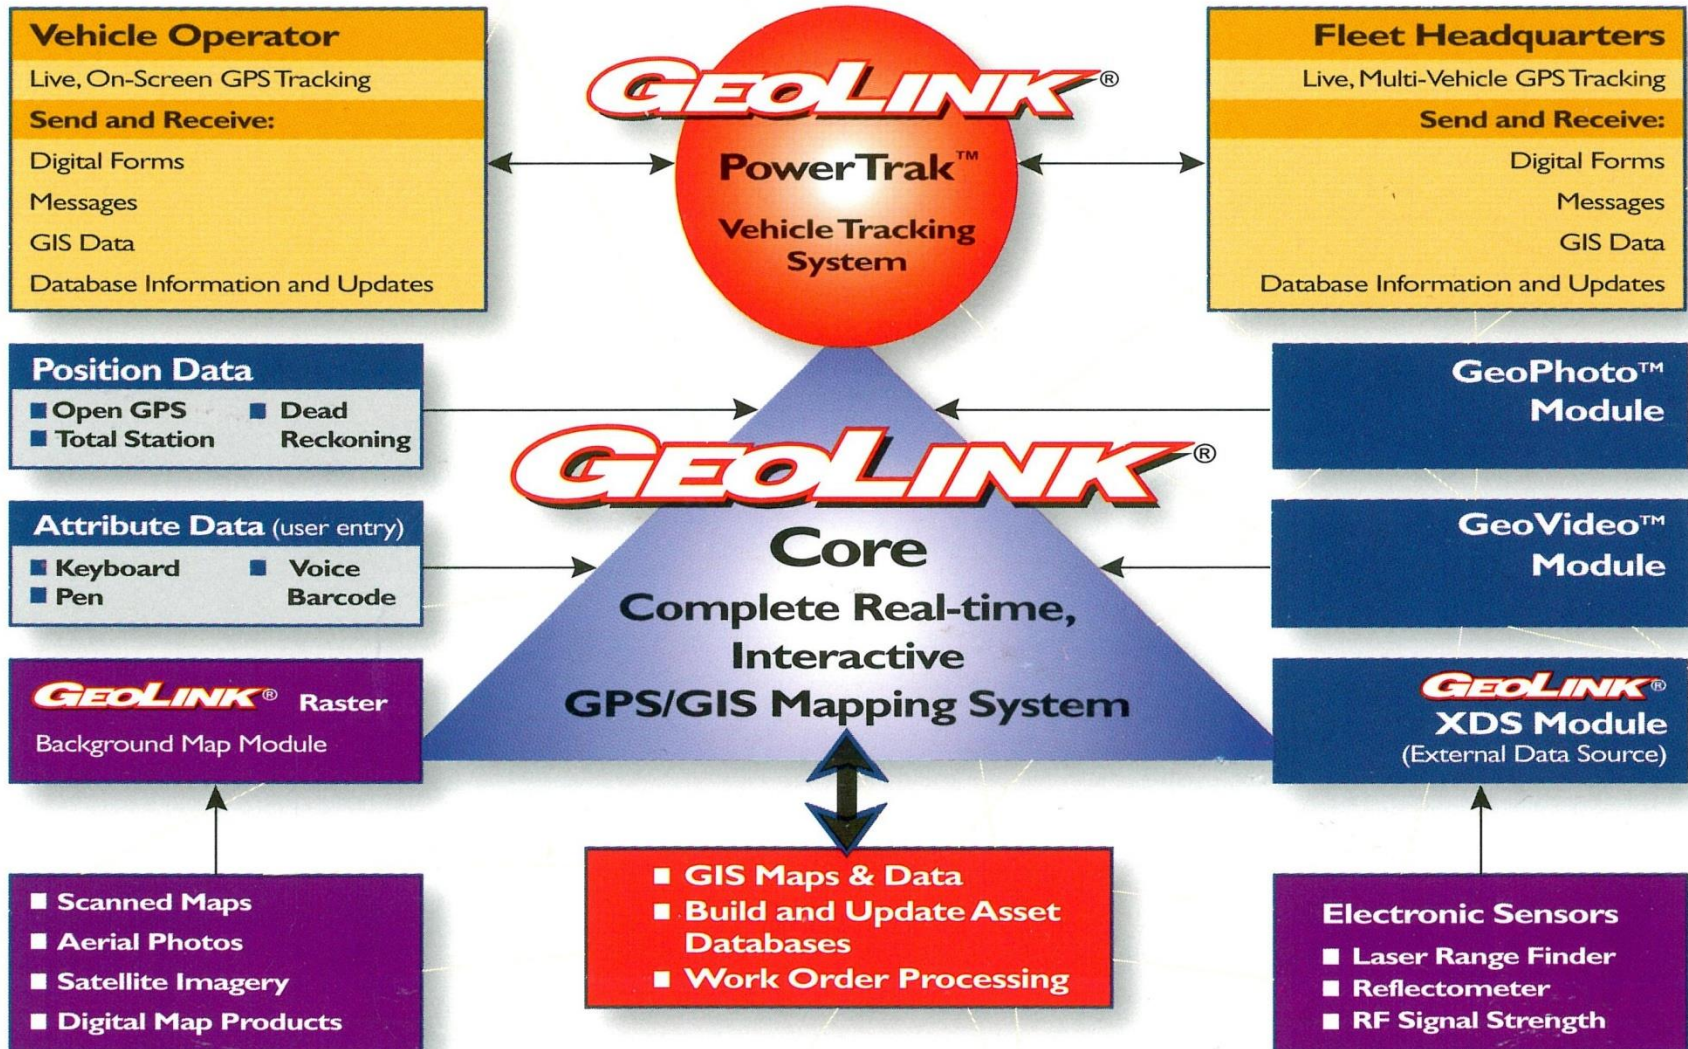 Vehicle Operator
Live, On-Screen GPS Tracking
Send and Receive:
Digital Forms
Messages
GIS Data
Database Information and Updates
GEOLINK®
PowerTrak™
Vehicle Tracking
System
Fleet Headquarters
Live, Multi-Vehicle GPS Tracking
Send and Receive:
Digital Forms
Messages
GIS Data
Database Information and Updates
Position Data
■ Open GPS ■ Dead
■ Total Station Reckoning
Attribute Data (user entry)
■ Keyboard ■ Voice
■ Pen Barcode
GEOLINK® Raster
Background Map Module
■ Scanned Maps
■ Aerial Photos
■ Satellite Imagery
■ Digital Map Products
GEOLINK®
Core
Complete Real-time,
Interactive
GPS/GIS Mapping System
■ GIS Maps & Data
■ Build and Update Asset
Databases
■ Work Order Processing
GeoPhoto™
Module
GeoVideo™
Module
GEOLINK®
XDS Module
(External Data Source)
Electronic Sensors
■ Laser Range Finder
■ Reflectometer
■ RF Signal Strength